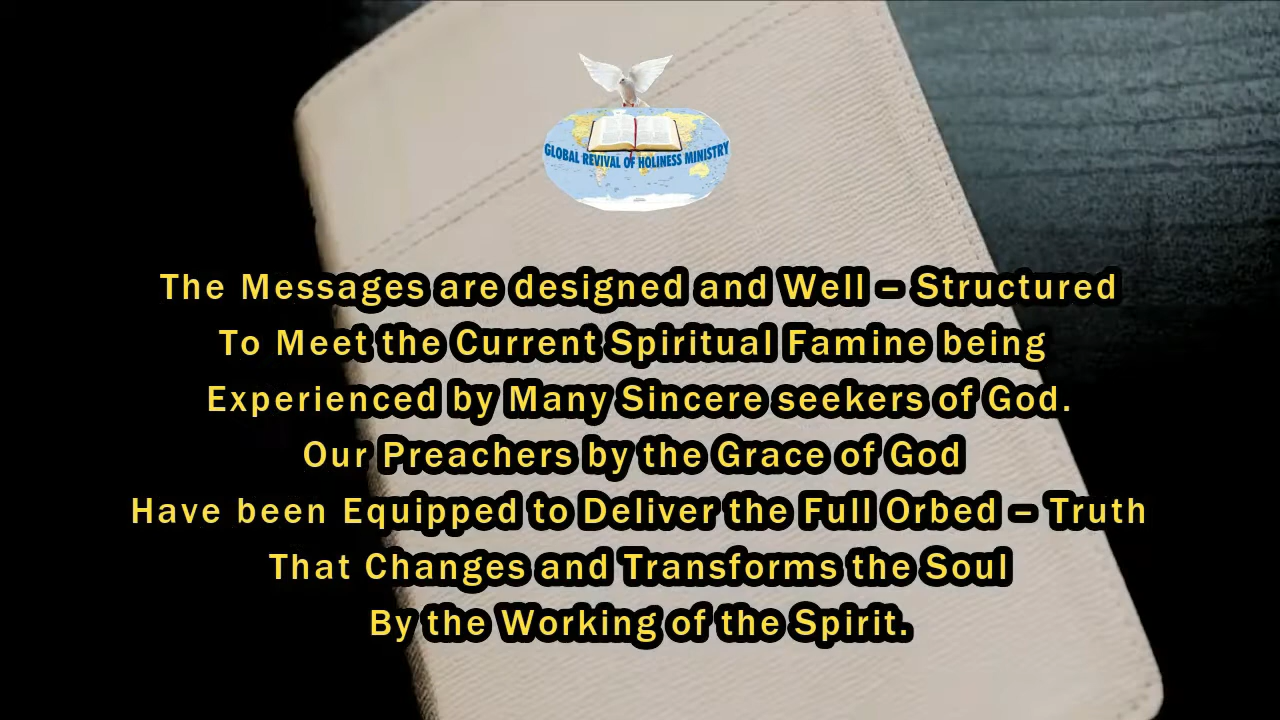 GLOBAL REVIVAL OF HOLINESS MINISTRY
The Messages are designed and Well – Structured
To Meet the Current Spiritual Famine being
Experienced by Many Sincere seekers of God.
Our Preachers by the Grace of God
Have been Equipped to Deliver the Full Orbed – Truth
That Changes and Transforms the Soul
By the Working of the Spirit.